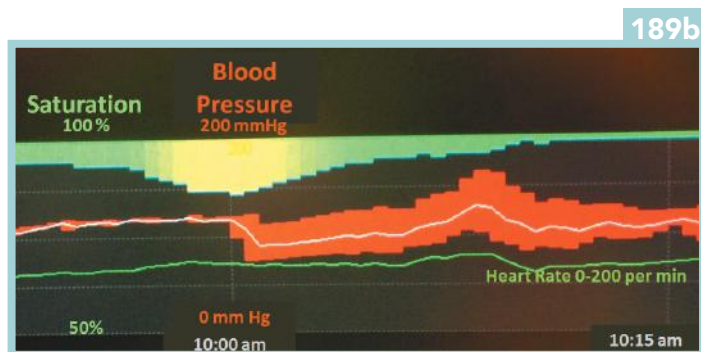 189b
Blood
Pressure
200 mmHg
Saturation
100 %
200
Heart Rate 0-200 per min
50%
0 mm Hg
10:00 am
10:15 am